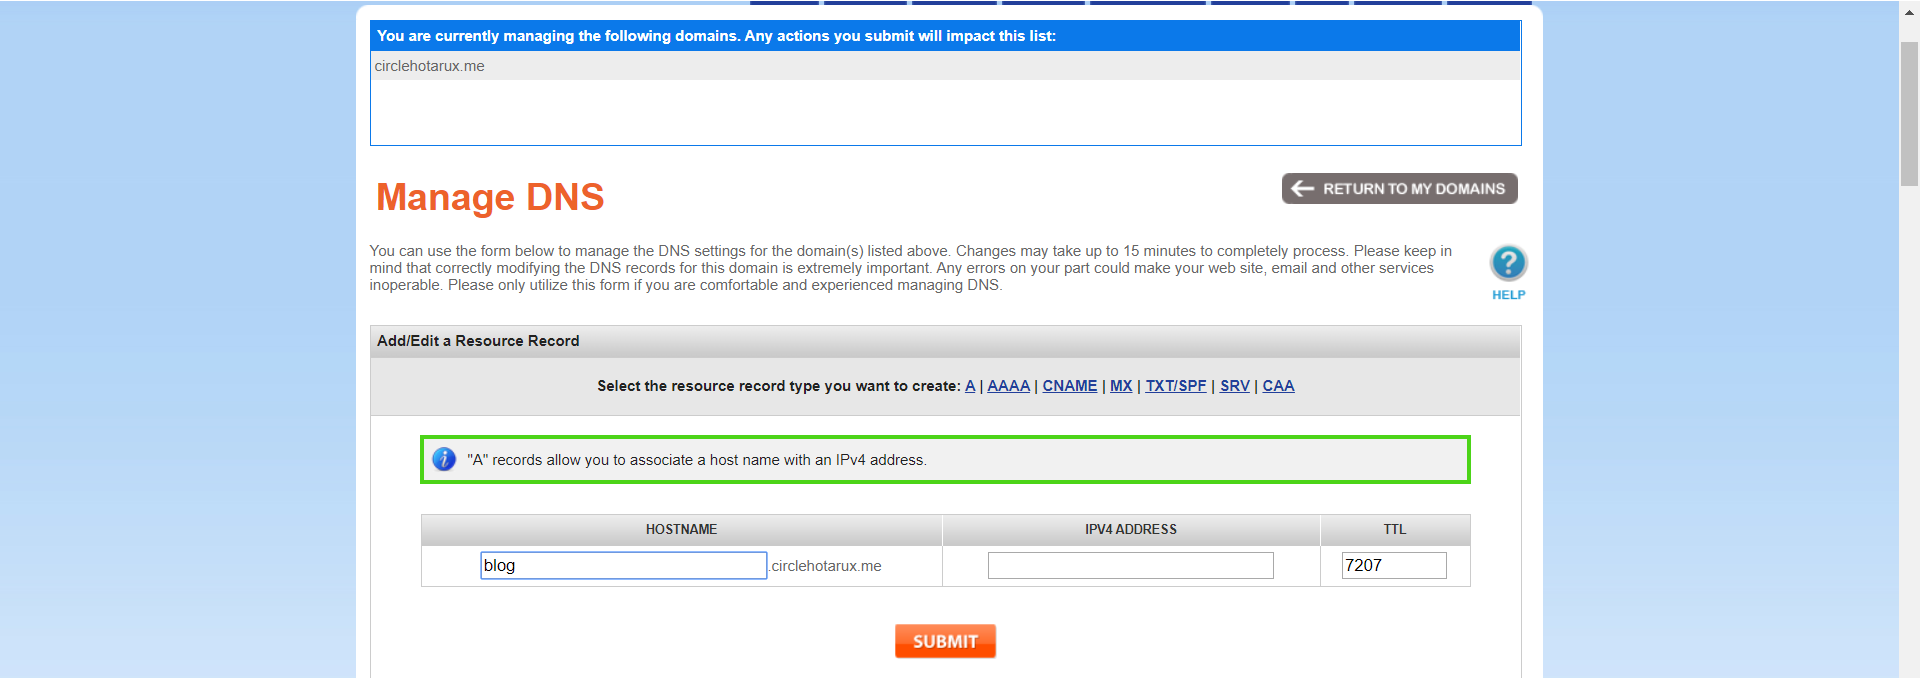 You are currently managing the following domains. Any actions you submit will impact this list:
circlehotarux.me
Manage DNS
RETURN TO MY DOMAINS
You can use the form below to manage the DNS settings for the domain(s) listed above. Changes may take up to 15 minutes to completely process. Please keep in
mind that correctly modifying the DNS records for this domain is extremely important. Any errors on your part could make your web site, email and other services
inoperable. Please only utilize this form if you are comfortable and experienced managing DNS.
?
HELP
Add/Edit a Resource Record
Select the resource record type you want to create: A | AAAA | CNAME | MX | TXT/SPF | SRV | CAA
"A" records allow you to associate a host name with an IPv4 address.
HOSTNAME IPV4 ADDRESS TTL
blog .circlehotarux.me 7207
SUBMIT